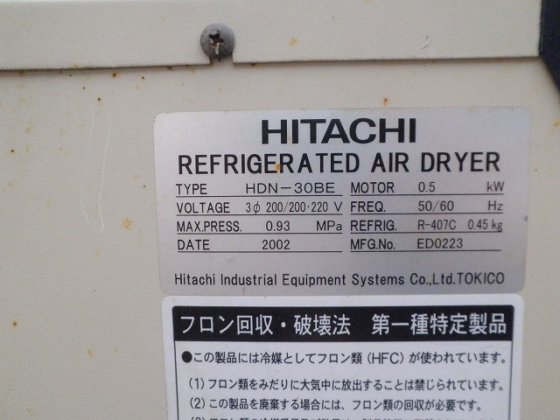 HITACHI
REFRIGERATED AIR DRYER
TYPE HDN-30BE MOTOR 0.5 kW
VOLTAGE 3φ 200/200·220 V FREQ. 50/60 Hz
MAX.PRESS. 0.93 MPa REFRIG. R-407C 0.45 kg
DATE 2002 MFG.No. ED0223
Hitachi Industrial Equipment Systems Co.,Ltd.TOKICO
フロン回収・破壊法 第一種特定製品
●この製品には冷媒としてフロン類(HFC)が使われています。
(1)フロン類をみだりに大気中に放出することは禁じられています。
(2)この製品を廃棄する場合には、フロン類の回収が必要です。